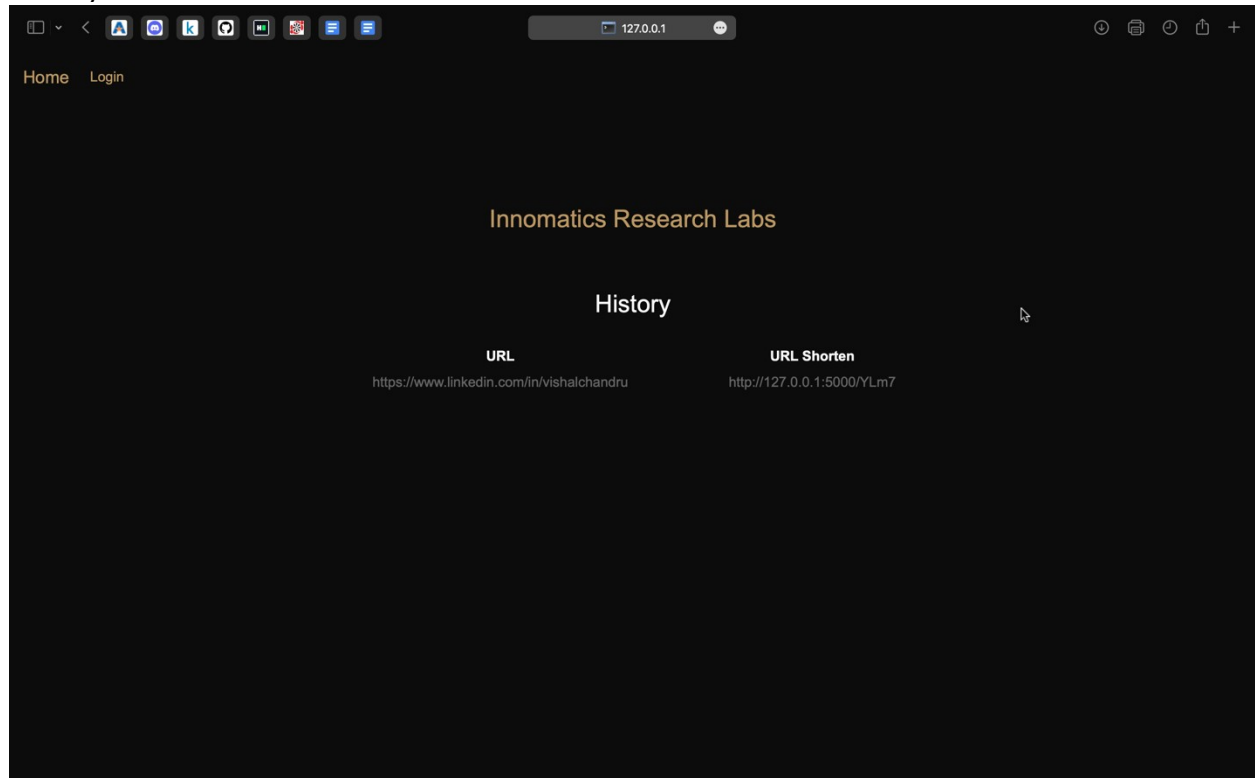 127.0.0.1
Home Login
Innomatics Research Labs
History
URL URL Shorten
https://www.linkedin.com/in/vishalchandru http://127.0.0.1:5000/YLm7